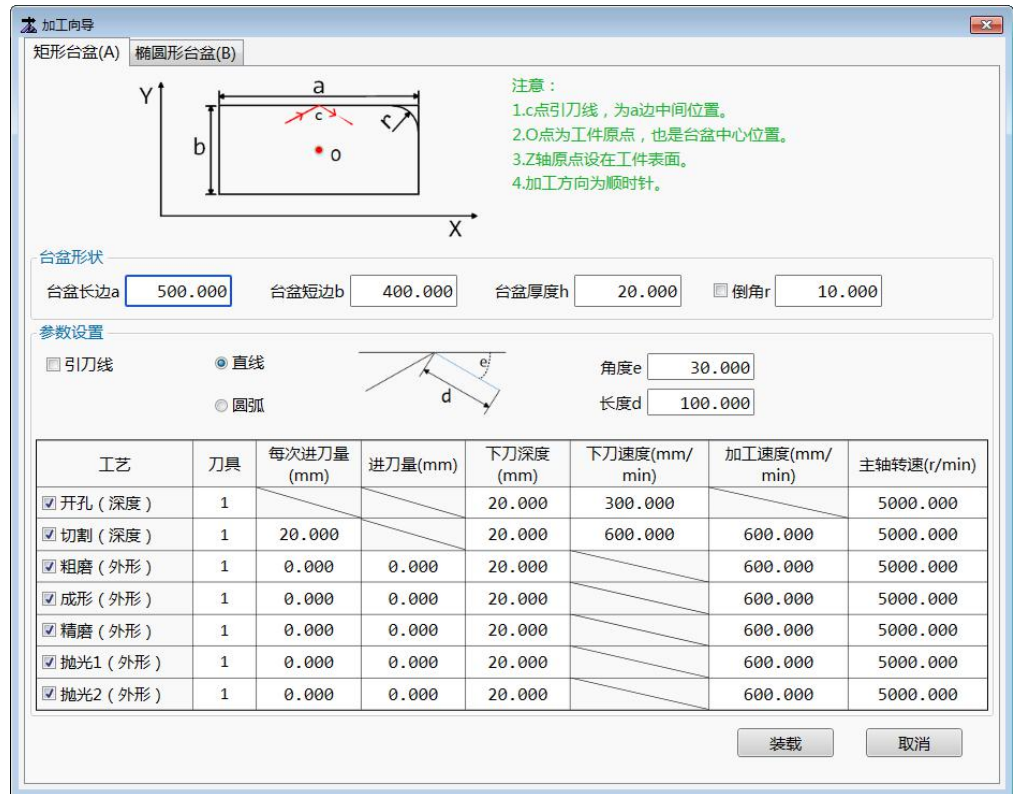 加工向导
矩形台盆(A) 椭圆形台盆(B)
Y
a
c
r
b
O
X
注意：
1.c点引刀线，为a边中间位置。
2.O点为工件原点，也是台盆中心位置。
3.Z轴原点设在工件表面。
4.加工方向为顺时针。
台盆形状
台盆长边a 500.000 台盆短边b 400.000 台盆厚度h 20.000 倒角r 10.000
参数设置
引刀线 直线 e 角度e 30.000
圆弧 d 长度d 100.000
工艺 刀具 每次进刀量(mm) 进刀量(mm) 下刀深度(mm) 下刀速度(mm/min) 加工速度(mm/min) 主轴转速(r/min)
开孔（深度） 1 20.000 300.000 5000.000
切割（深度） 1 20.000 20.000 600.000 600.000 5000.000
粗磨（外形） 1 0.000 0.000 20.000 600.000 5000.000
成形（外形） 1 0.000 0.000 20.000 600.000 5000.000
精磨（外形） 1 0.000 0.000 20.000 600.000 5000.000
抛光1（外形） 1 0.000 0.000 20.000 600.000 5000.000
抛光2（外形） 1 0.000 0.000 20.000 600.000 5000.000
装载 取消